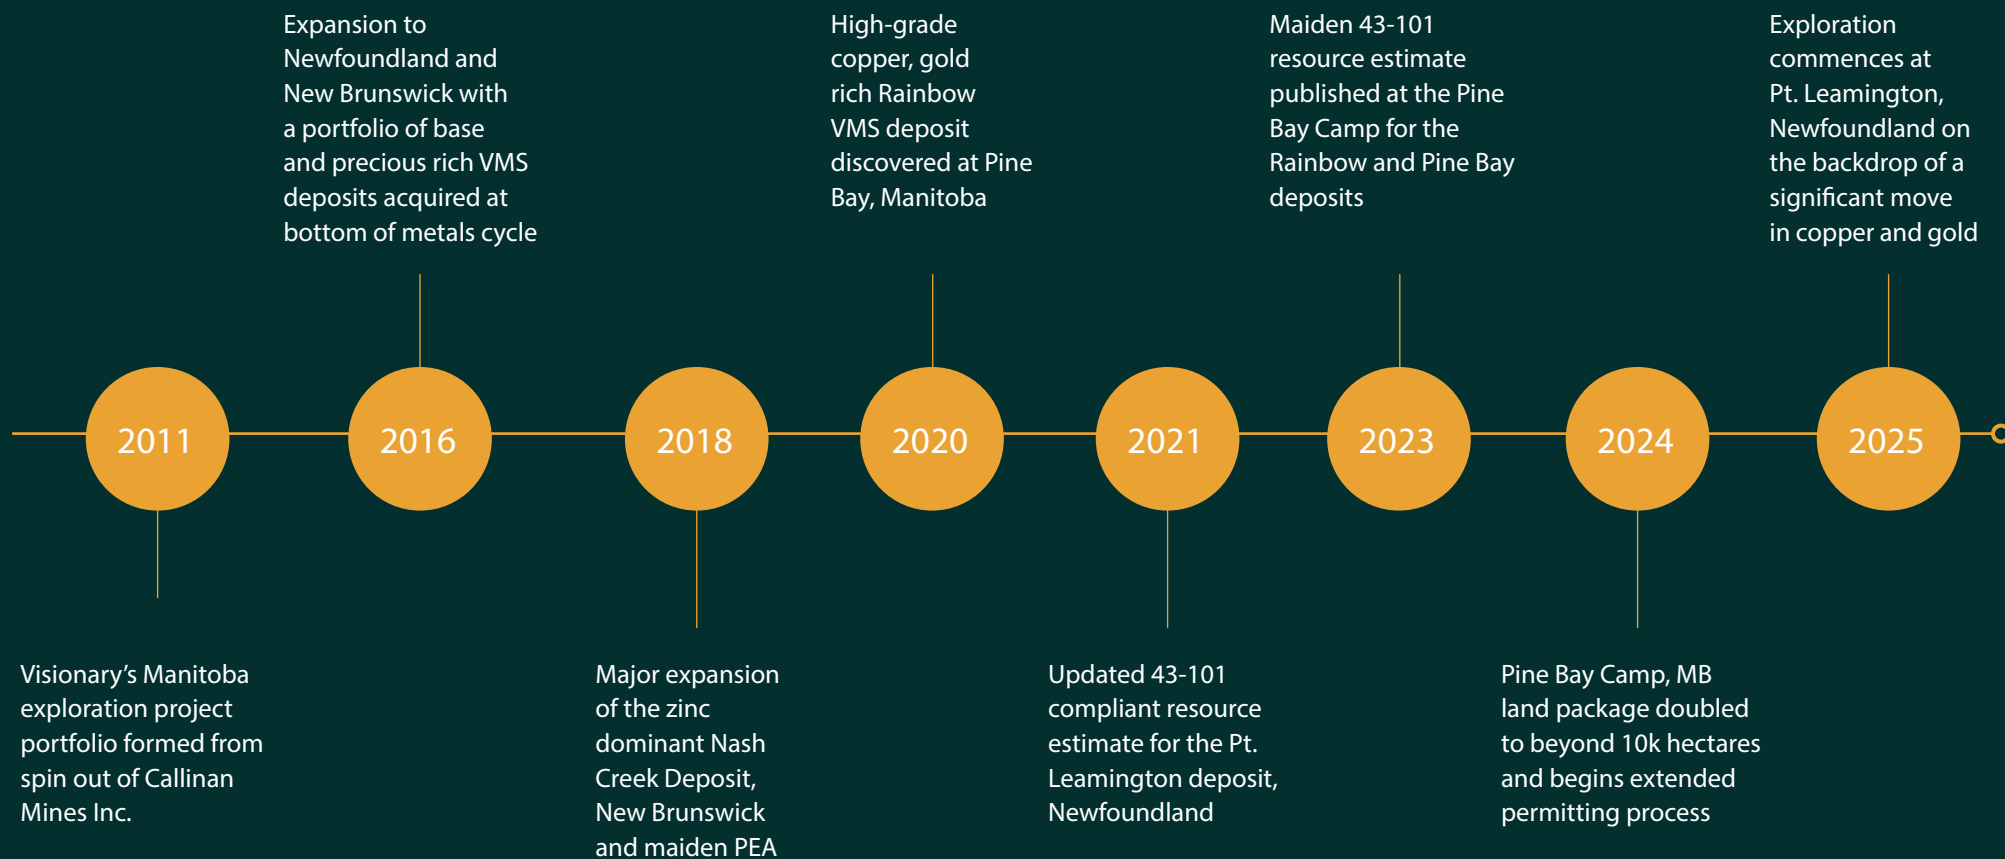 Expansion to
Newfoundland and
New Brunswick with
a portfolio of base
and precious rich VMS
deposits acquired at
bottom of metals cycle
High-grade
copper, gold
rich Rainbow
VMS deposit
discovered at Pine
Bay, Manitoba
Maiden 43-101
resource estimate
published at the Pine
Bay Camp for the
Rainbow and Pine Bay
deposits
Exploration
commences at
Pt. Leamington,
Newfoundland on
the backdrop of a
significant move
in copper and gold
2011
2016
2018
2020
2021
2023
2024
2025
Visionary’s Manitoba
exploration project
portfolio formed from
spin out of Callinan
Mines Inc.
Major expansion
of the zinc
dominant Nash
Creek Deposit,
New Brunswick
and maiden PEA
Updated 43-101
compliant resource
estimate for the Pt.
Leamington deposit,
Newfoundland
Pine Bay Camp, MB
land package doubled
to beyond 10k hectares
and begins extended
permitting process